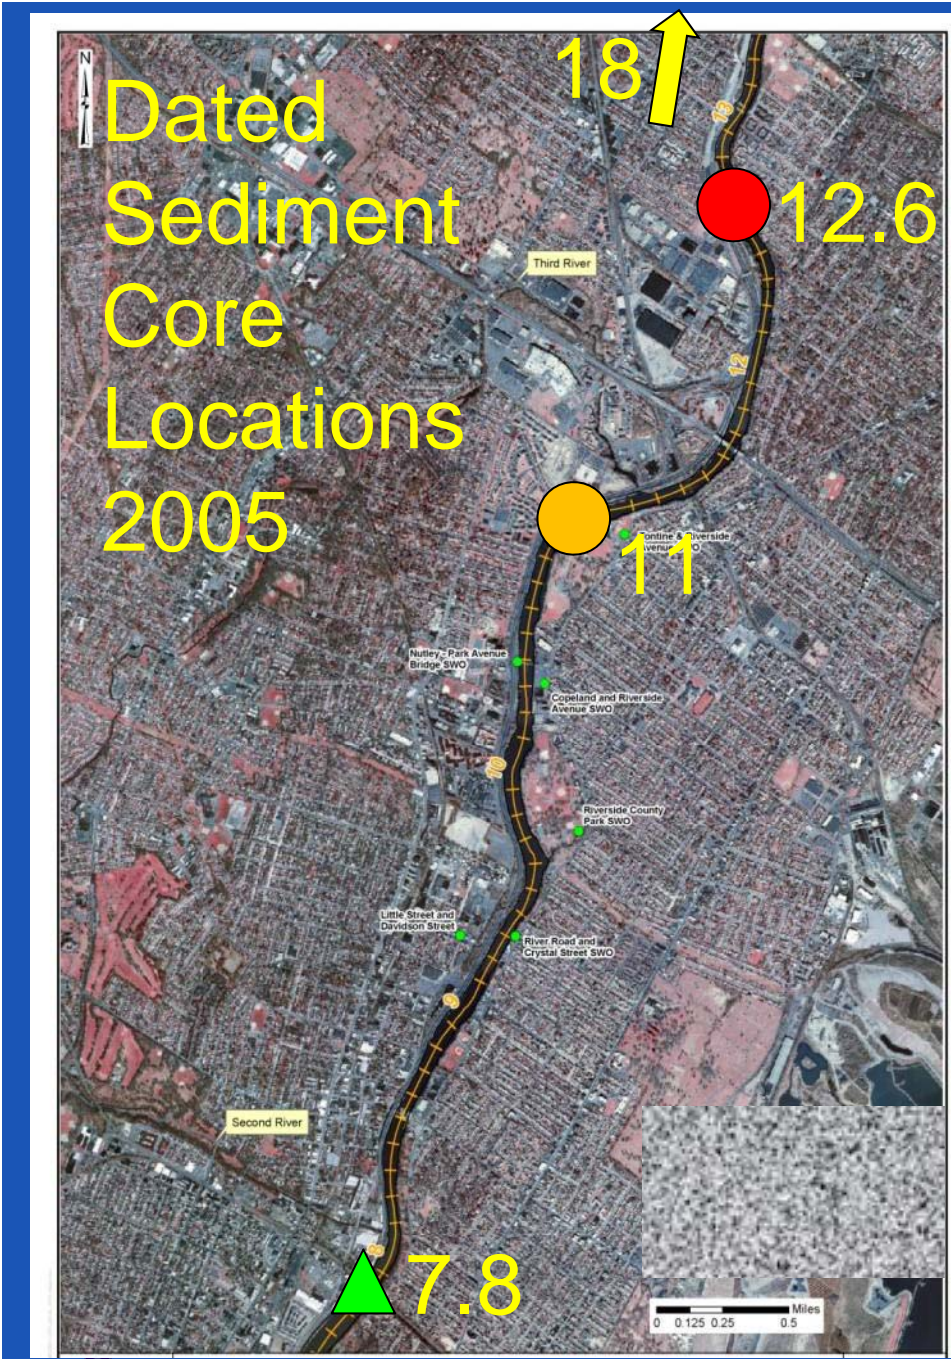 N
18
13
Dated
Sediment
Core
Locations
2005
12.6
Third River
12
11
Nutley - Park Avenue
Bridge SWO
Copeland and Riverside
Avenue SWO
10
Riverside County
Park SWO
Little Street and
Davidson Street
River Road and
Crystal Street SWO
9
Second River
8
7.8
Miles
0 0.125 0.25 0.5